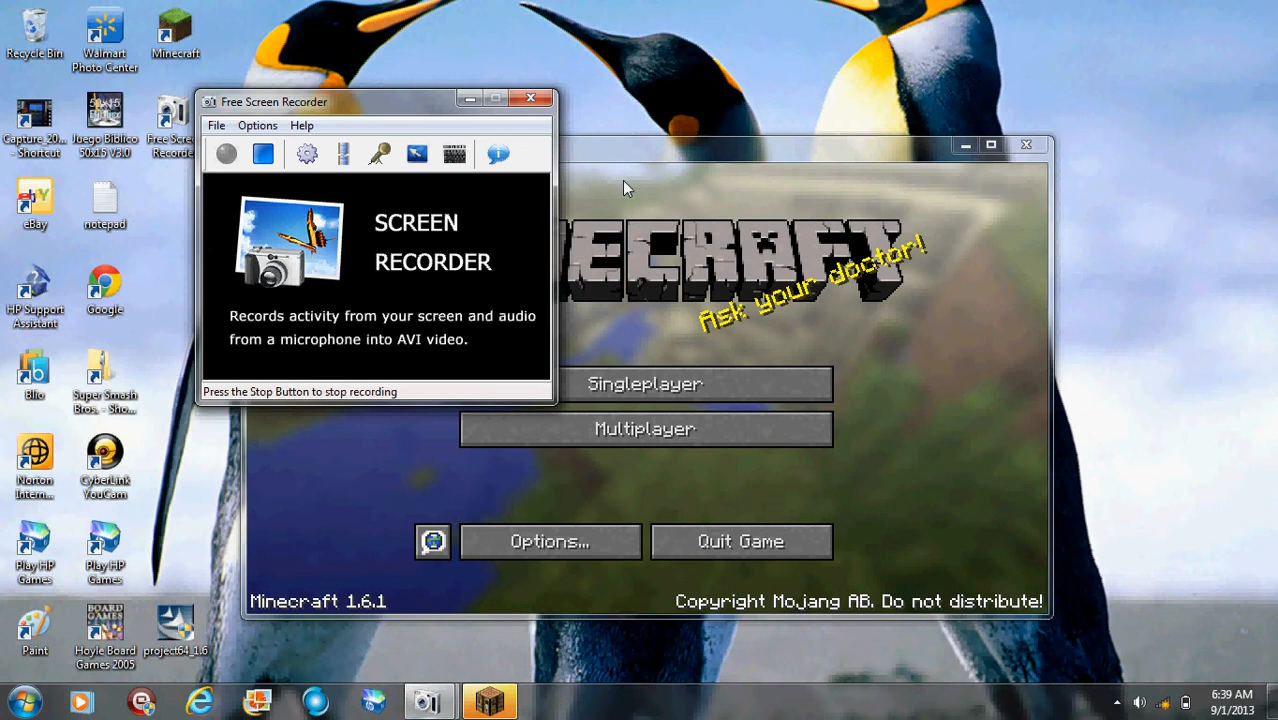 Recycle Bin
Walmart
Photo Center
Minecraft
Capture_20...
- Shortcut
Juego Biblico
50x15 V3.0
Free Scre
Recorde
eBay
notepad
HP Support
Assistant
Google
Blio
Super Smash
Bros. - Sho...
Norton
Intern...
CyberLink
YouCam
Play HP
Games
Play HP
Games
Paint
Hoyle Board
Games 2005
project64_1.6
Free Screen Recorder
File Options Help
SCREEN
RECORDER
Records activity from your screen and audio
from a microphone into AVI video.
Press the Stop Button to stop recording
ECRAFT
Ask your doctor!
Singleplayer
Multiplayer
Options...
Quit Game
Minecraft 1.6.1
Copyright Mojang AB. Do not distribute!
6:39 AM
9/1/2013